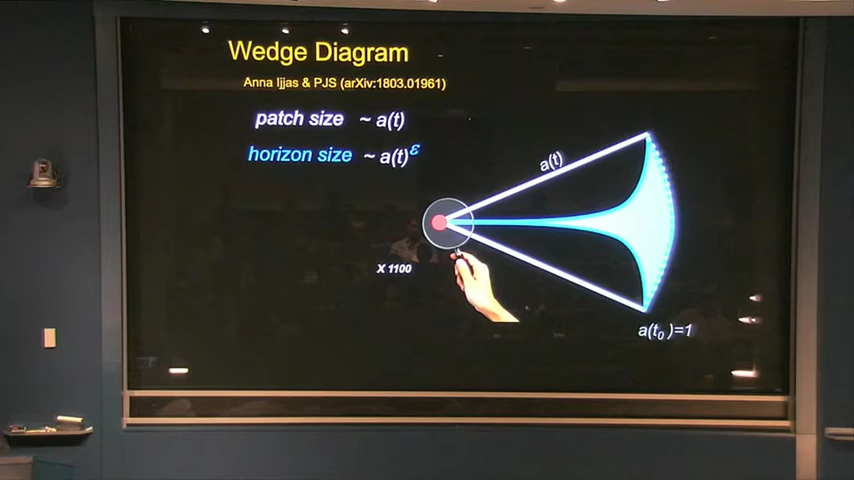 Wedge Diagram
Anna Ijjas & PJS (arXiv:1803.01961)
patch size ~ a(t)
horizon size ~ a(t)^ε
a(t)
X 1100
a(t₀)=1